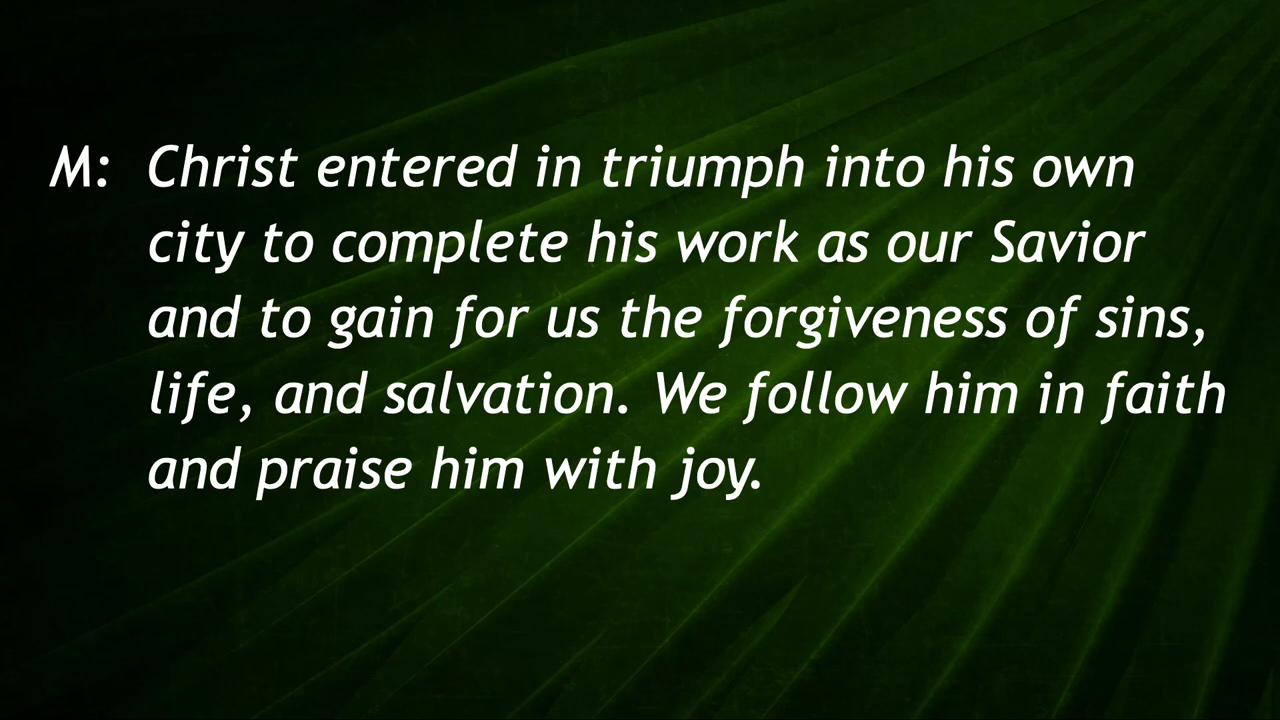 M: Christ entered in triumph into his own
city to complete his work as our Savior
and to gain for us the forgiveness of sins,
life, and salvation. We follow him in faith
and praise him with joy.